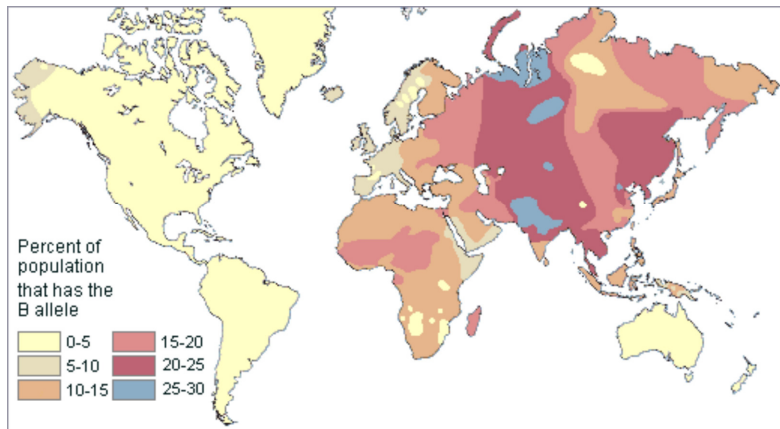 Percent of
population
that has the
B allele
0-5
15-20
5-10
20-25
10-15
25-30